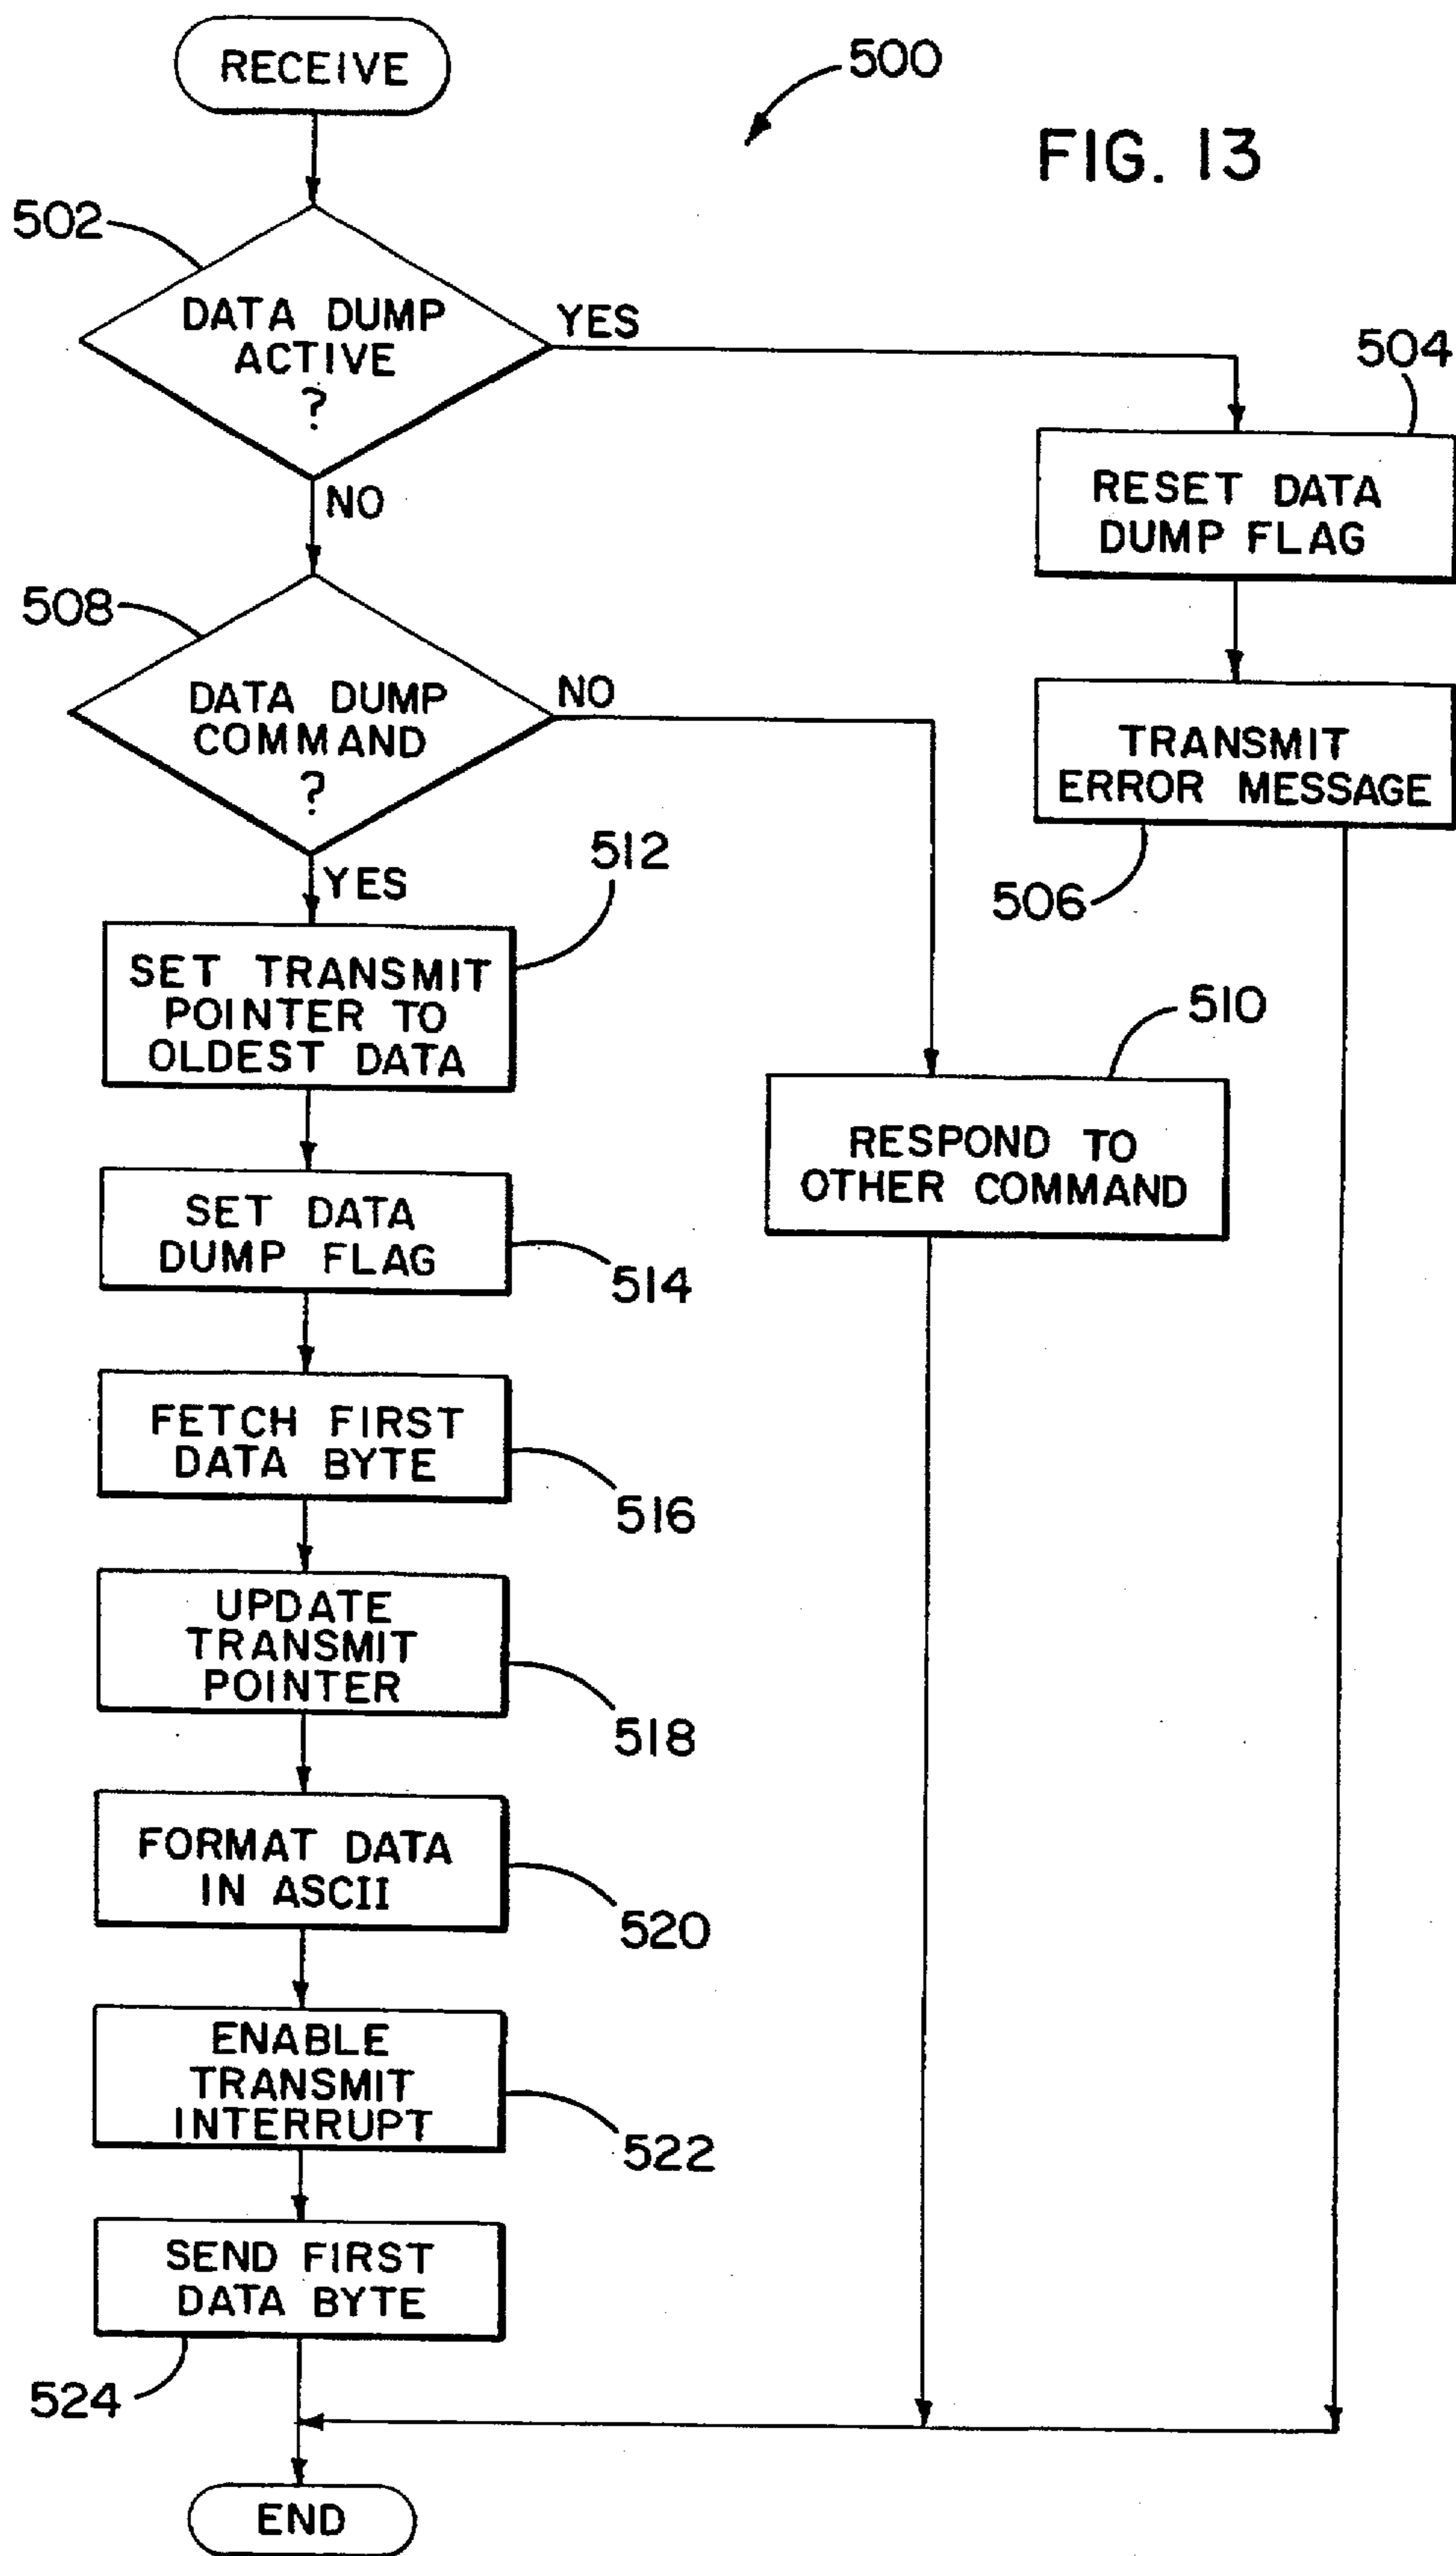 RECEIVE
500
FIG. 13
502
DATA DUMP
ACTIVE
?
YES
NO
504
RESET DATA
DUMP FLAG
TRANSMIT
ERROR MESSAGE
506
508
DATA DUMP
COMMAND
?
NO
YES
510
RESPOND TO
OTHER COMMAND
512
SET TRANSMIT
POINTER TO
OLDEST DATA
SET DATA
DUMP FLAG
514
FETCH FIRST
DATA BYTE
516
UPDATE
TRANSMIT
POINTER
518
FORMAT DATA
IN ASCII
520
ENABLE
TRANSMIT
INTERRUPT
522
SEND FIRST
DATA BYTE
524
END